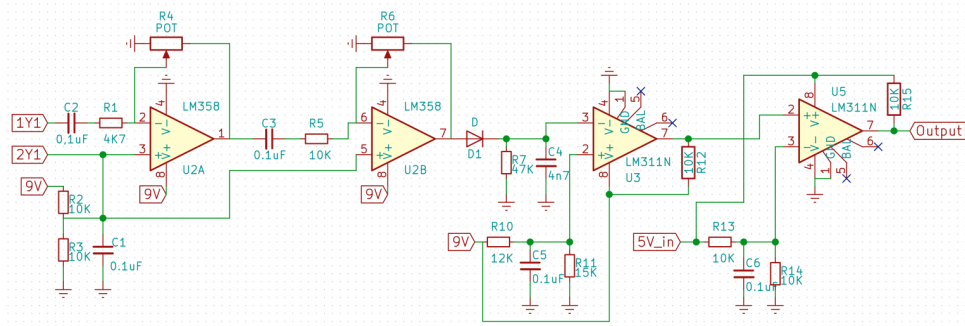 R4
POT
R6
POT
4
LM358
C2
R1
1Y1
0,1uF
4K7
2
3
I-
V-
V+
+
1
8
U2A
2Y1
9V
9V
R2
10K
R3
10K
C1
0.1uF
C3
0.1uF
R5
10K
4
LM358
6
5
I-
V-
V+
+
7
8
U2B
9V
D
D1
R7
47K
C4
4n7
3
2
4
1
5
GND
BAL
6
7
V-
V+
8
LM311N
U3
10K
R12
9V
R10
12K
C5
0.1uF
R11
15K
5V_in
R13
10K
C6
0.1uF
R14
10K
2
3
8
U5
LM311N
V+
V-
4
1
5
GND
BAL
6
7
10K
R15
Output